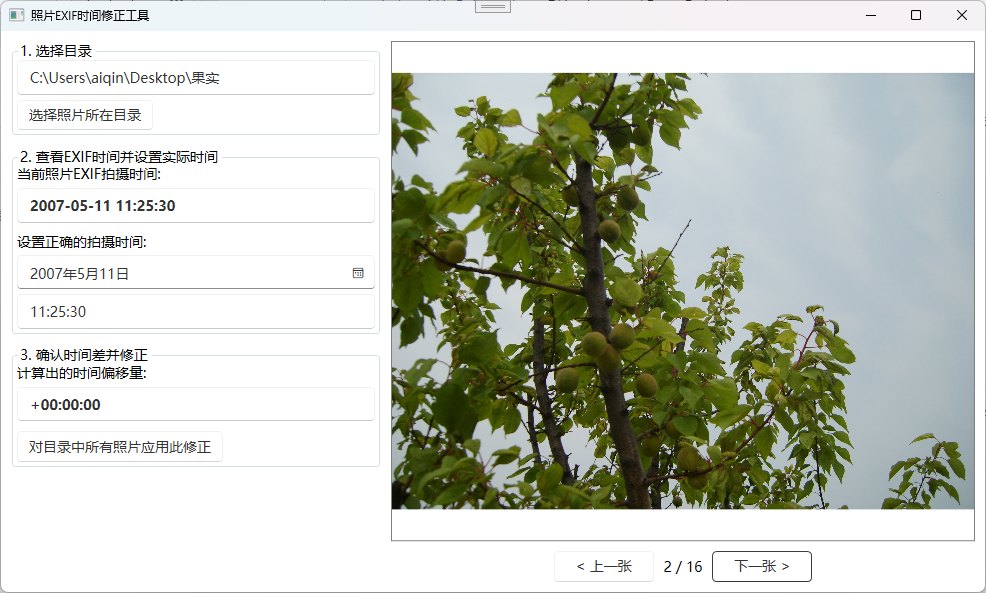 照片EXIF时间修正工具
1. 选择目录
C:\Users\aiqin\Desktop\果实
选择照片所在目录
2. 查看EXIF时间并设置实际时间
当前照片EXIF拍摄时间:
2007-05-11 11:25:30
设置正确的拍摄时间:
2007年5月11日
11:25:30
3. 确认时间差并修正
计算出的时间偏移量:
+00:00:00
对目录中所有照片应用此修正
< 上一张 2 / 16 下一张 >